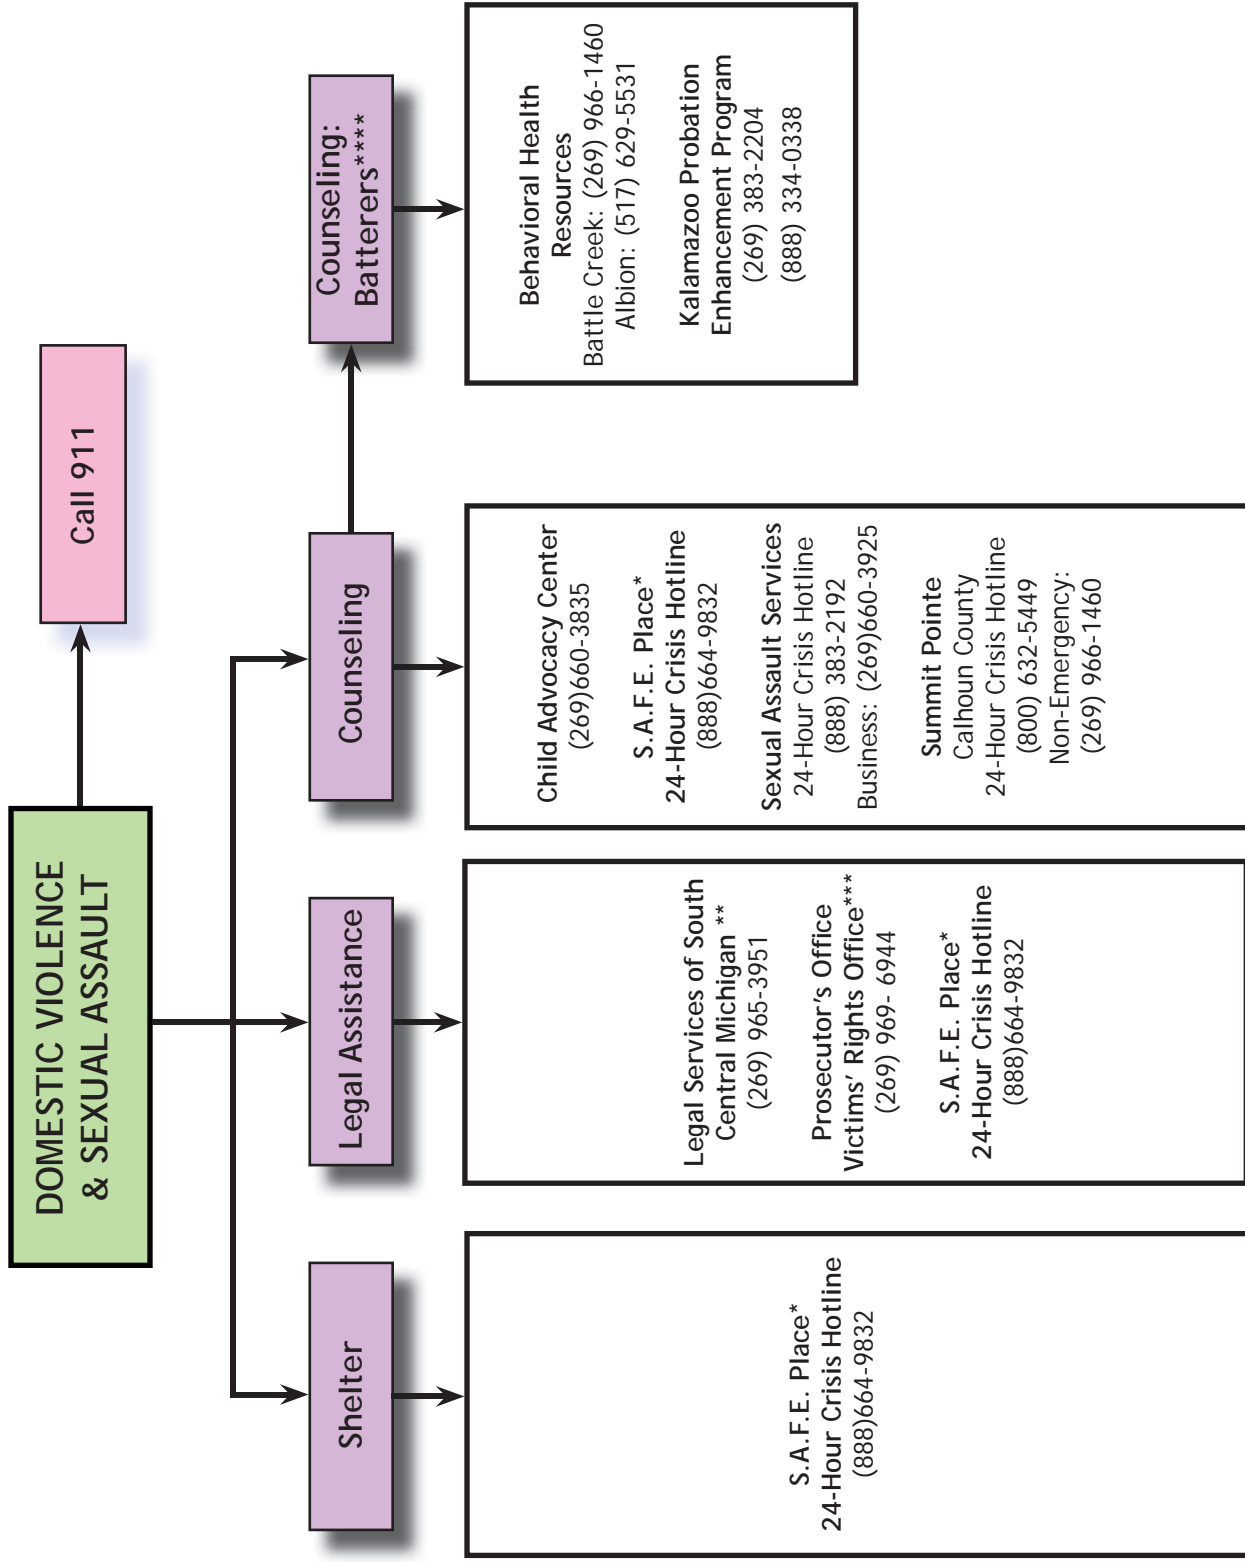 DOMESTIC VIOLENCE
& SEXUAL ASSAULT
Call 911
Shelter
S.A.F.E. Place*
24-Hour Crisis Hotline
(888)664-9832
Legal Assistance
Legal Services of South
Central Michigan **
(269) 965-3951
Prosecutor's Office
Victims' Rights Office***
(269) 969- 6944
S.A.F.E. Place*
24-Hour Crisis Hotline
(888)664-9832
Counseling
Child Advocacy Center
(269)660-3835
S.A.F.E. Place*
24-Hour Crisis Hotline
(888)664-9832
Sexual Assault Services
24-Hour Crisis Hotline
(888) 383-2192
Business: (269)660-3925
Summit Pointe
Calhoun County
24-Hour Crisis Hotline
(800) 632-5449
Non-Emergency:
(269) 966-1460
Counseling:
Batterers****
Behavioral Health
Resources
Battle Creek: (269) 966-1460
Albion: (517) 629-5531
Kalamazoo Probation
Enhancement Program
(269) 383-2204
(888) 334-0338